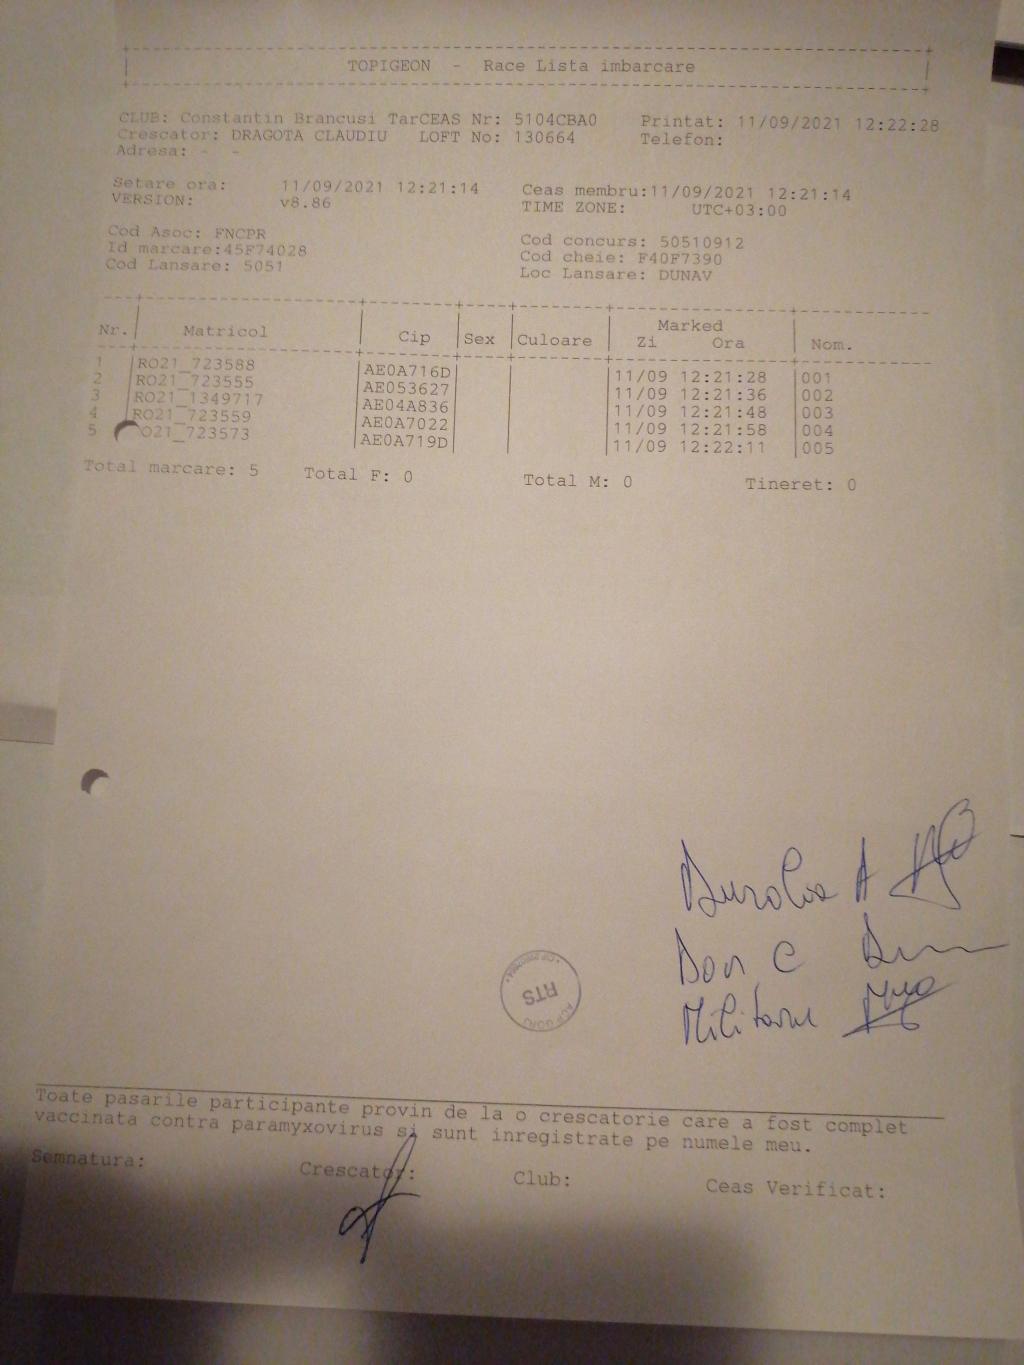 TOPIGEON - Race Lista imbarcare
CLUB: Constantin Brancusi TarCEAS Nr: 5104CBA0 Printat: 11/09/2021 12:22:28
Crescator: DRAGOTA CLAUDIU LOFT No: 130664 Telefon:
Adresa: - -
Setare ora: 11/09/2021 12:21:14 Ceas membru:11/09/2021 12:21:14
VERSION: v8.86 TIME ZONE: UTC+03:00
Cod Asoc: FNCPR Cod concurs: 50510912
Id marcare:45F74028 Cod cheie: F40F7390
Cod Lansare: 5051 Loc Lansare: DUNAV
Marked
Nr. Matricol Cip Sex Culoare Zi Ora Nom.
1 RO21_723588 AE0A716D 11/09 12:21:28 001
2 RO21_723555 AE053627 11/09 12:21:36 002
3 RO21_1349717 AE04A836 11/09 12:21:48 003
4 RO21_723559 AE0A7022 11/09 12:21:58 004
5 O21_723573 AE0A719D 11/09 12:22:11 005
Total marcare: 5 Total F: 0 Total M: 0 Tineret: 0
A
C
Militaru
RTS
Toate pasarile participante provin de la o crescatorie care a fost complet
vaccinata contra paramyxovirus si sunt inregistrate pe numele meu.
Semnatura: Crescator: Club: Ceas Verificat: